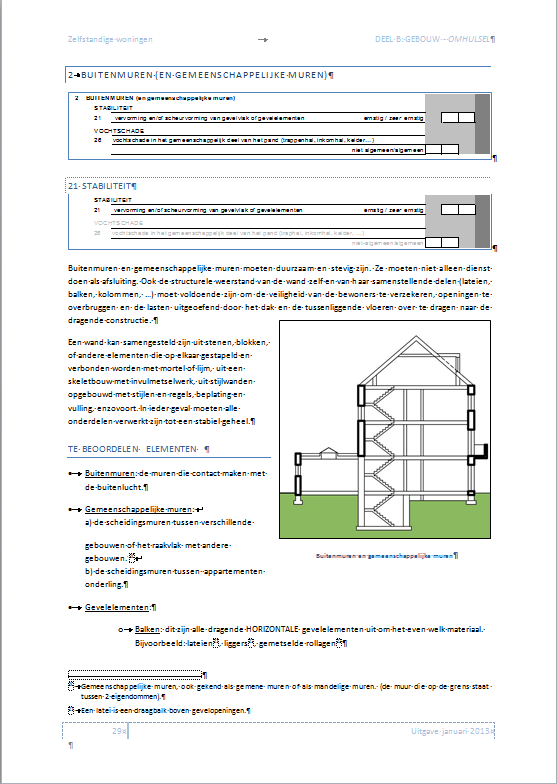 Zelfstandige woningen → DEEL B: GEBOUW - OMHULSEL¶
2→BUITENMUREN (EN GEMEENSCHAPPELIJKE MUREN)¶
2 BUITENMUREN (en gemeenschappelijke muren)
STABILITEIT
21 vervorming en/of scheurvorming van gevelvlak of gevelelementen ernstig / zeer ernstig
VOCHTSCHADE
28 vochtschade in het gemeenschappelijk deel van het pand (traphal, inkomhal, kelder...)
niet algemeen/algemeen
21 STABILITEIT¶
STABILITEIT
21 vervorming en/of scheurvorming van gevelvlak of gevelelementen ernstig / zeer ernstig
VOCHTSCHADE
28 vochtschade in het gemeenschappelijk deel van het pand (traphal, inkomhal, kelder, ...)
niet-algemeen/algemeen
Buitenmuren en gemeenschappelijke muren moeten duurzaam en stevig zijn. Ze moeten niet alleen dienst
doen als afsluiting. Ook de structurele weerstand van de wand zelf en van haar samenstellende delen (lateien,
balken, kolommen, ...) moet voldoende zijn om de veiligheid van de bewoners te verzekeren, openingen te
overbruggen en de lasten uitgeoefend door het dak en de tussenliggende vloeren over te dragen naar de
dragende constructie.¶
Een wand kan samengesteld zijn uit stenen, blokken,
of andere elementen die op elkaar gestapeld en
verbonden worden met mortel of lijm, uit een
skeletbouw met invulmetselwerk, uit stijlwanden
opgebouwd met stijlen en regels, beplating en
vulling, enzovoort. In ieder geval moeten alle
onderdelen verwerkt zijn tot een stabiel geheel.¶
TE BEOORDELEN ELEMENTEN ¶
Buitenmuren: de muren die contact maken met
de buitenlucht.¶
Gemeenschappelijke muren:
a) de scheidingsmuren tussen verschillende
gebouwen of het raakvlak met andere
gebouwen.
b) de scheidingsmuren tussen appartementen
onderling.¶
Buitenmuren en gemeenschappelijke muren¶
Gevelelementen:¶
o→ Balken: dit zijn alle dragende HORIZONTALE gevelelementen uit om het even welk materiaal.
Bijvoorbeeld: lateien, liggers, gemetselde rollagen¶
Gemeenschappelijke muren, ook gekend als gemene muren of als mandelige muren. (de muur die op de grens staat
tussen 2 eigendommen).¶
Een latei is een draagbalk boven gevelopeningen.¶
29 Uitgave januari 2013
¶